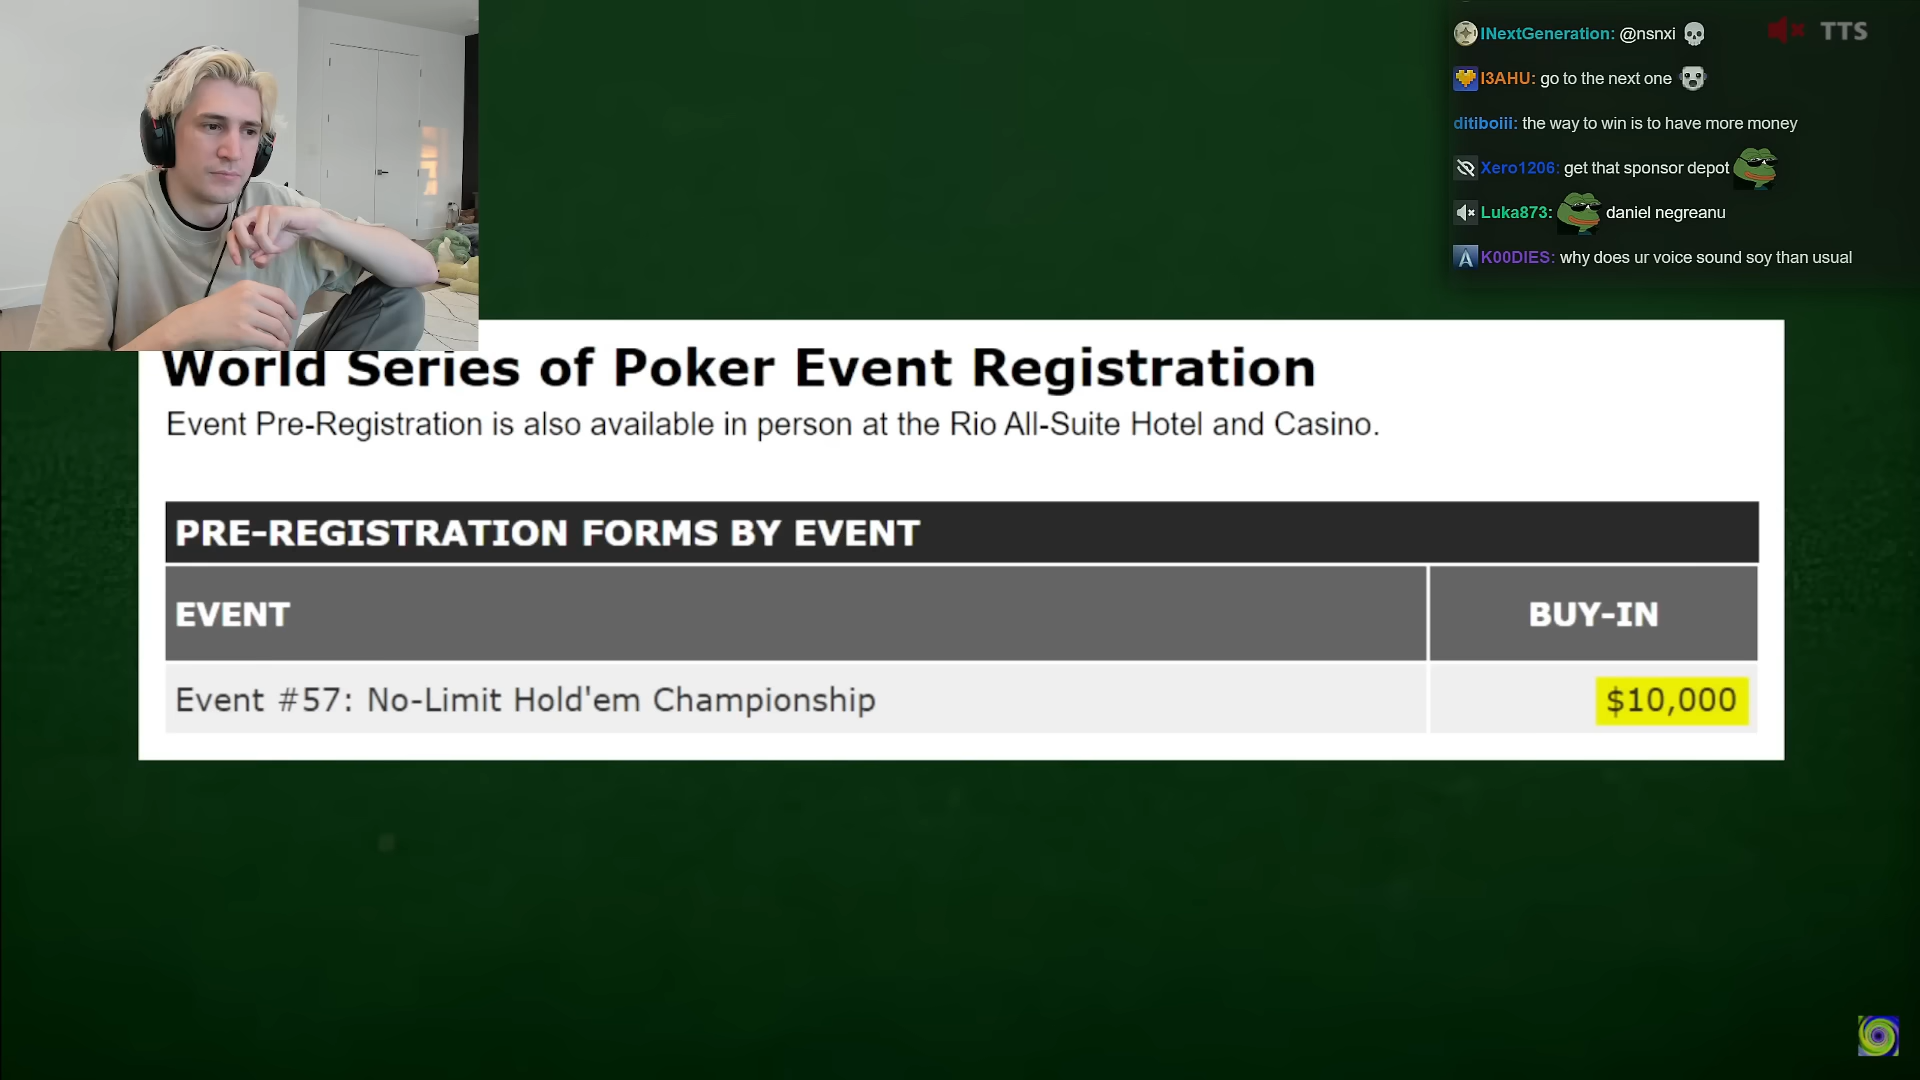 TTS
INextGeneration: @nsnxi
I3AHU: go to the next one
ditiboiii: the way to win is to have more money
Xero1206: get that sponsor depot
Luka873: daniel negreanu
K00DIES: why does ur voice sound soy than usual
World Series of Poker Event Registration
Event Pre-Registration is also available in person at the Rio All-Suite Hotel and Casino.
PRE-REGISTRATION FORMS BY EVENT
EVENT BUY-IN
Event #57: No-Limit Hold'em Championship $10,000